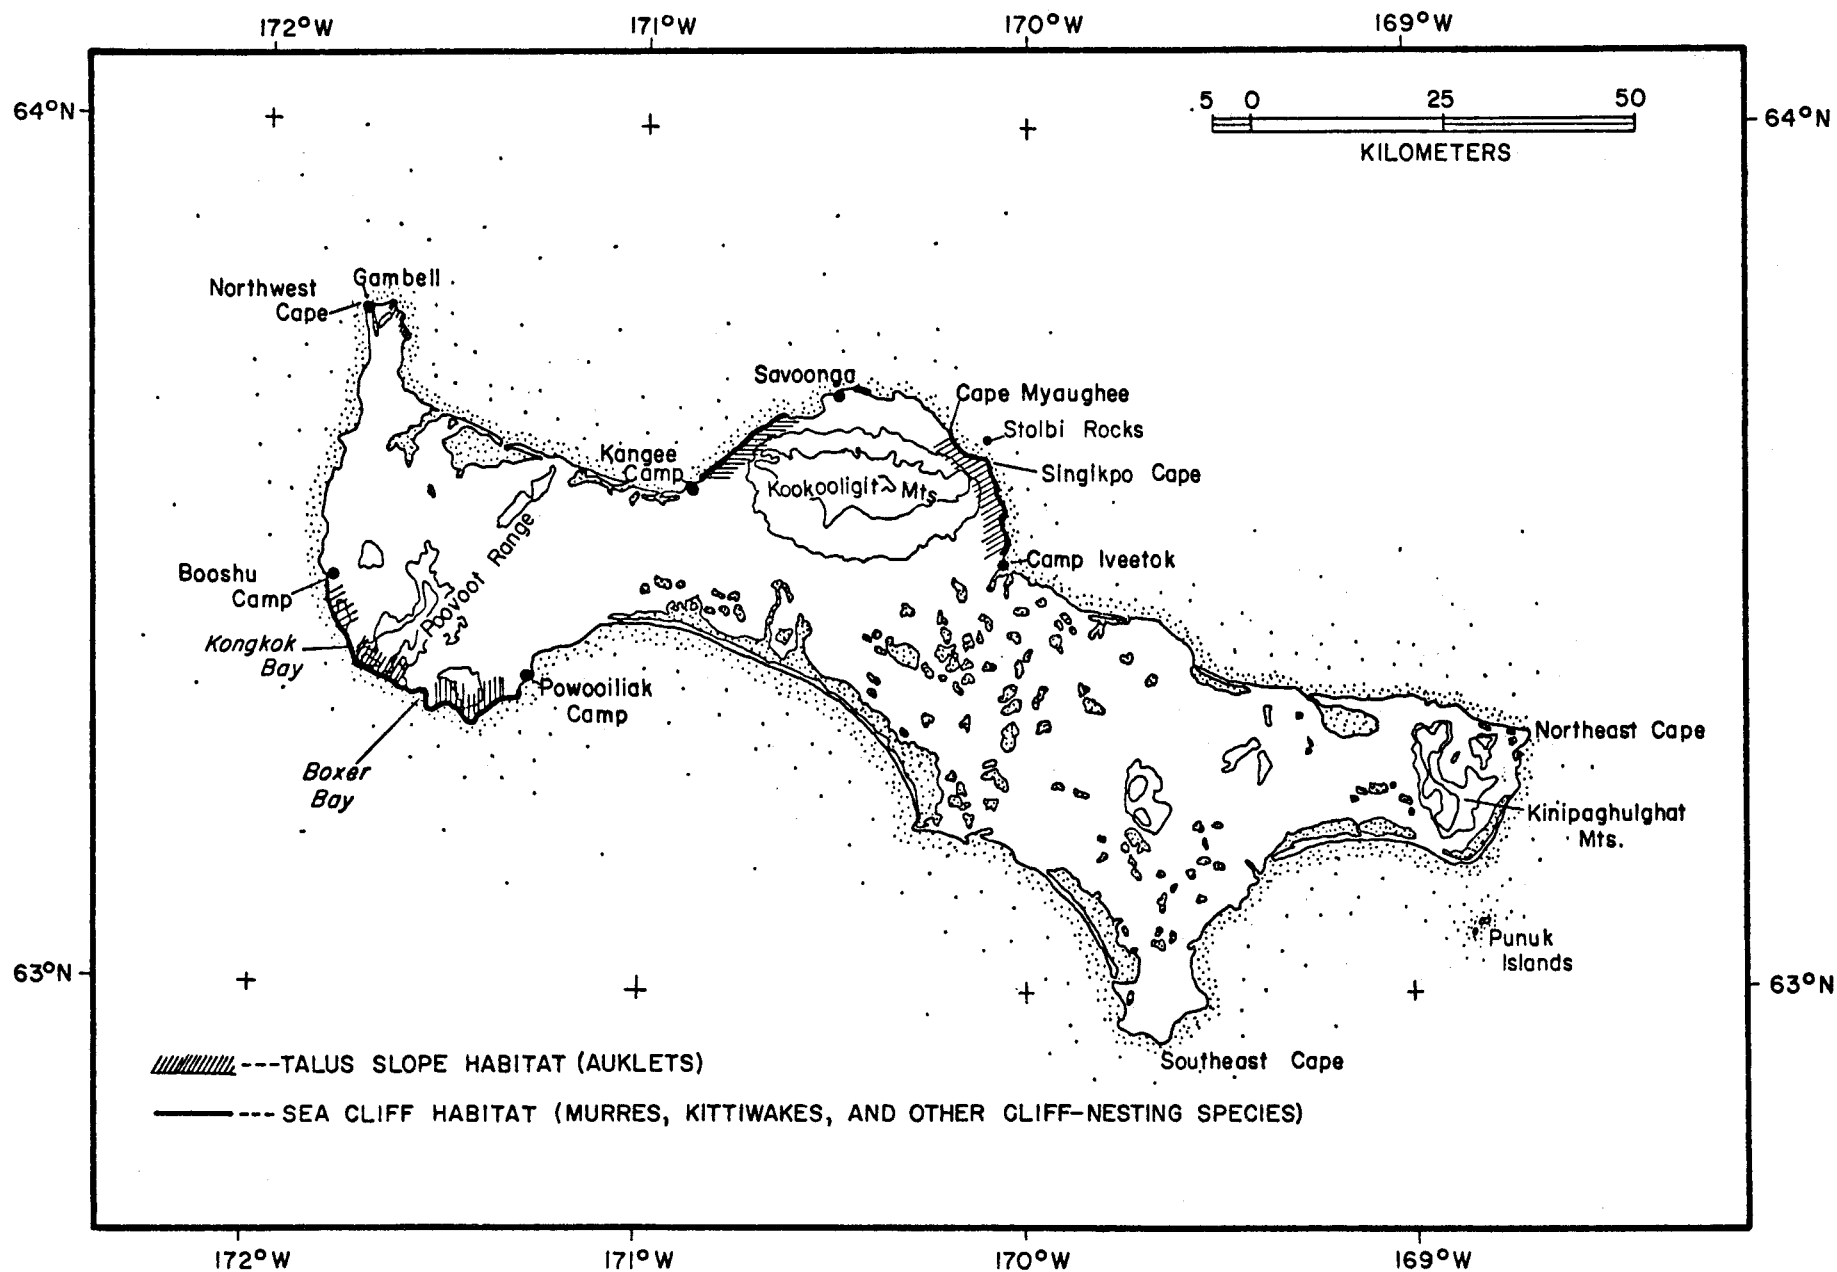 172°W 171°W 170°W 169°W
64°N
64°N
.5 0 25 50
KILOMETERS
Gambell
Northwest
Cape
Savoonga
Cape Myaughee
Stolbi Rocks
Singikpo Cape
Kangee
Camp
Kookooligit Mts
Poovoot Range
Camp Iveetok
Booshu
Camp
Kongkok
Bay
Powooiliak
Camp
Boxer
Bay
Northeast Cape
Kinipaghulghat
Mts.
Punuk
Islands
63°N
63°N
Southeast Cape
---TALUS SLOPE HABITAT (AUKLETS)
--- SEA CLIFF HABITAT (MURRES, KITTIWAKES, AND OTHER CLIFF-NESTING SPECIES)
172°W 171°W 170°W 169°W